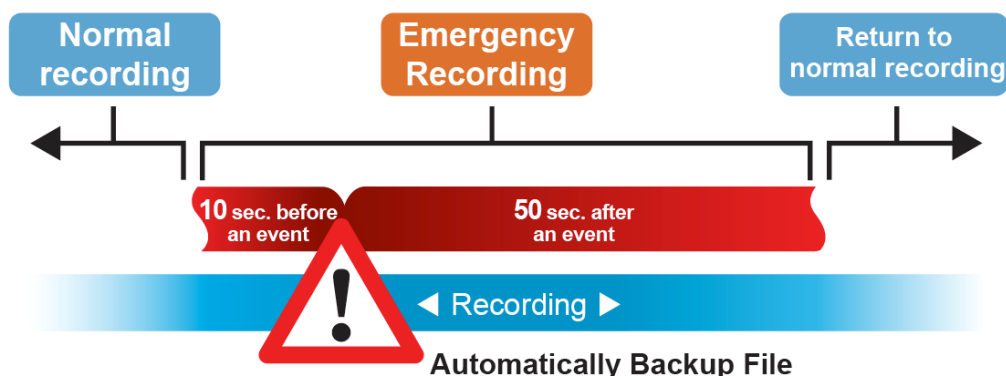 Normal
recording
Emergency
Recording
Return to
normal recording
10 sec. before
an event
50 sec. after
an event
Recording
Automatically Backup File